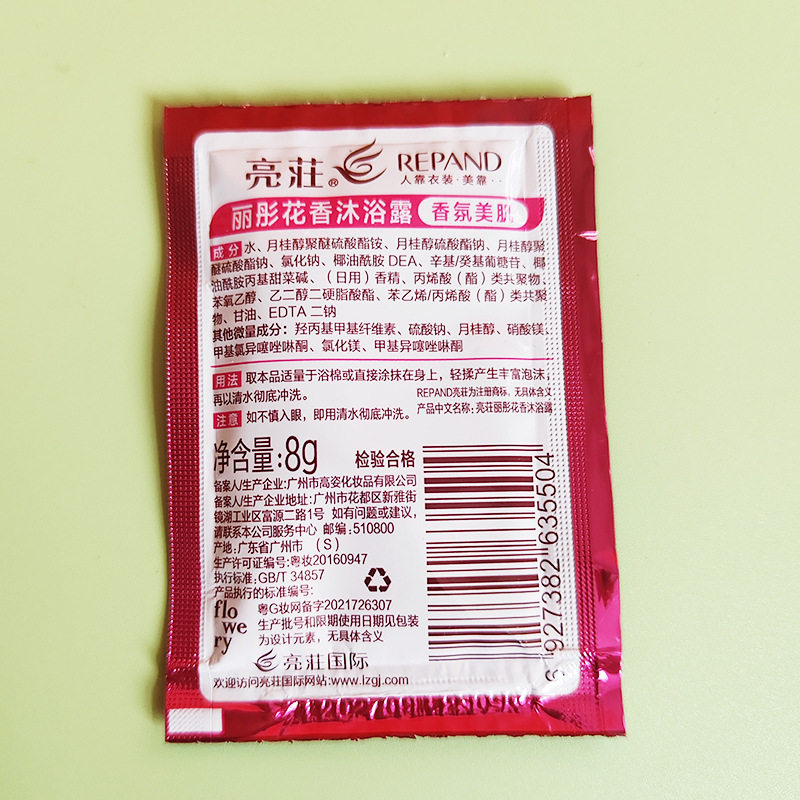 亮荘® REPAND
人靠衣装·美靠··
丽彤花香沐浴露 香氛美肌
成分 水、月桂醇聚醚硫酸酯铵、月桂醇硫酸酯钠、月桂醇聚
醚硫酸酯钠、氯化钠、椰油酰胺 DEA、辛基/癸基葡糖苷、椰
油酰胺丙基甜菜碱、（日用）香精、丙烯酸（酯）类共聚物、
苯氧乙醇、乙二醇二硬脂酸酯、苯乙烯/丙烯酸（酯）类共聚
物、甘油、EDTA 二钠
其他微量成分：羟丙基甲基纤维素、硫酸钠、月桂醇、硝酸镁、
甲基氯异噻唑啉酮、氯化镁、甲基异噻唑啉酮
用法 取本品适量于浴棉或直接涂抹在身上，轻揉产生丰富泡沫，
再以清水彻底冲洗。
REPAND亮荘为注册商标，无具体含义
注意 如不慎入眼，即用清水彻底冲洗。
产品中文名称：亮荘丽彤花香沐浴露
净含量：8g 检验合格
备案人/生产企业：广州市高姿化妆品有限公司
备案人/生产企业地址：广州市花都区新雅街
镜湖工业区富源二路1号 如有问题或建议，
请联系本公司服务中心 邮编：510800
产地：广东省广州市 （S）
生产许可证编号：粤妆20160947
执行标准：GB/T 34857
产品执行的标准编号：
粤G妆网备字2021726307
生产批号和限期使用日期见包装
flo
we
ry
为设计元素，无具体含义
亮荘国际
欢迎访问亮荘国际网站:www.lzgj.com
6 927382 635504